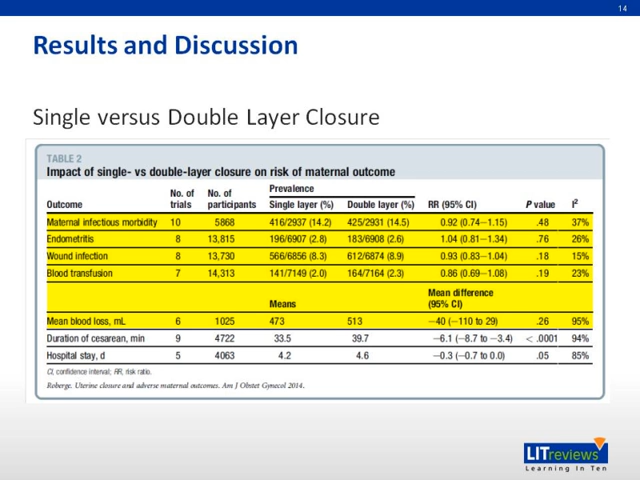 14
Results and Discussion
Single versus Double Layer Closure
TABLE 2
Impact of single- vs double-layer closure on risk of maternal outcome
No. of No. of Prevalence
Outcome trials participants Single layer (%) Double layer (%) RR (95% CI) P value I²
Maternal infectious morbidity 10 5868 416/2937 (14.2) 425/2931 (14.5) 0.92 (0.74–1.15) .48 37%
Endometritis 8 13,815 196/6907 (2.8) 183/6908 (2.6) 1.04 (0.81–1.34) .76 26%
Wound infection 8 13,730 566/6856 (8.3) 612/6874 (8.9) 0.93 (0.83–1.04) .18 15%
Blood transfusion 7 14,313 141/7149 (2.0) 164/7164 (2.3) 0.86 (0.69–1.08) .19 23%
Means Mean difference (95% CI)
Mean blood loss, mL 6 1025 473 513 −40 (−110 to 29) .26 95%
Duration of cesarean, min 9 4722 33.5 39.7 −6.1 (−8.7 to −3.4) < .0001 94%
Hospital stay, d 5 4063 4.2 4.6 −0.3 (−0.7 to 0.0) .05 85%
CI, confidence interval; RR, risk ratio.
Roberge. Uterine closure and adverse maternal outcomes. Am J Obstet Gynecol 2014.
LITreviews
Learning In Ten